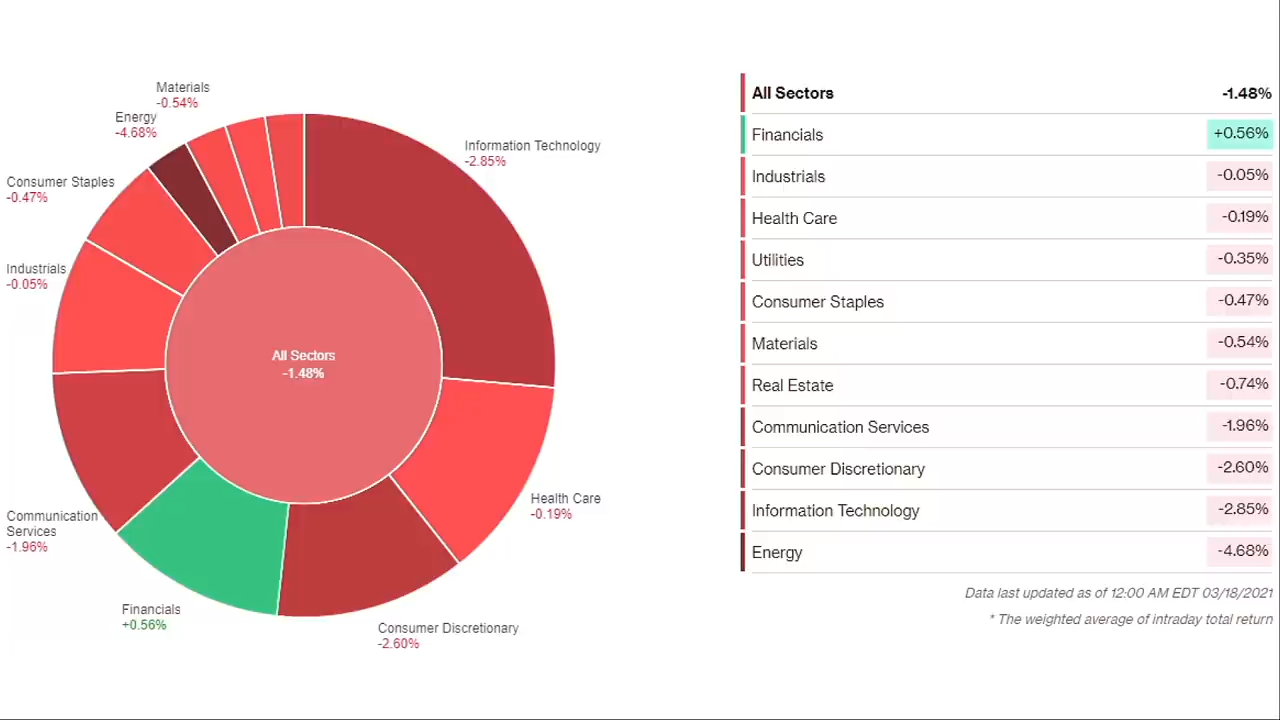 Materials
-0.54%
Energy
-4.68%
Information Technology
-2.85%
Consumer Staples
-0.47%
Industrials
-0.05%
All Sectors
-1.48%
Health Care
-0.19%
Communication
Services
-1.96%
Financials
+0.56%
Consumer Discretionary
-2.60%
All Sectors -1.48%
Financials +0.56%
Industrials -0.05%
Health Care -0.19%
Utilities -0.35%
Consumer Staples -0.47%
Materials -0.54%
Real Estate -0.74%
Communication Services -1.96%
Consumer Discretionary -2.60%
Information Technology -2.85%
Energy -4.68%
Data last updated as of 12:00 AM EDT 03/18/2021
* The weighted average of intraday total return